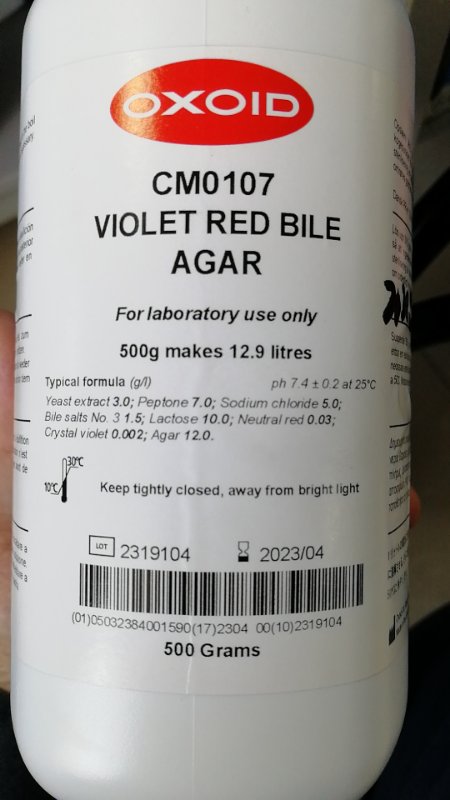 OXOID
CM0107
VIOLET RED BILE
AGAR
For laboratory use only
500g makes 12.9 litres
Typical formula (g/l) ph 7.4 ± 0.2 at 25°C
Yeast extract 3.0; Peptone 7.0; Sodium chloride 5.0;
Bile salts No. 3 1.5; Lactose 10.0; Neutral red 0.03;
Crystal violet 0.002; Agar 12.0.
30°C
10°C
Keep tightly closed, away from bright light
LOT 2319104 2023/04
(01)05032384001590(17)2304 00(10)2319104
500 Grams